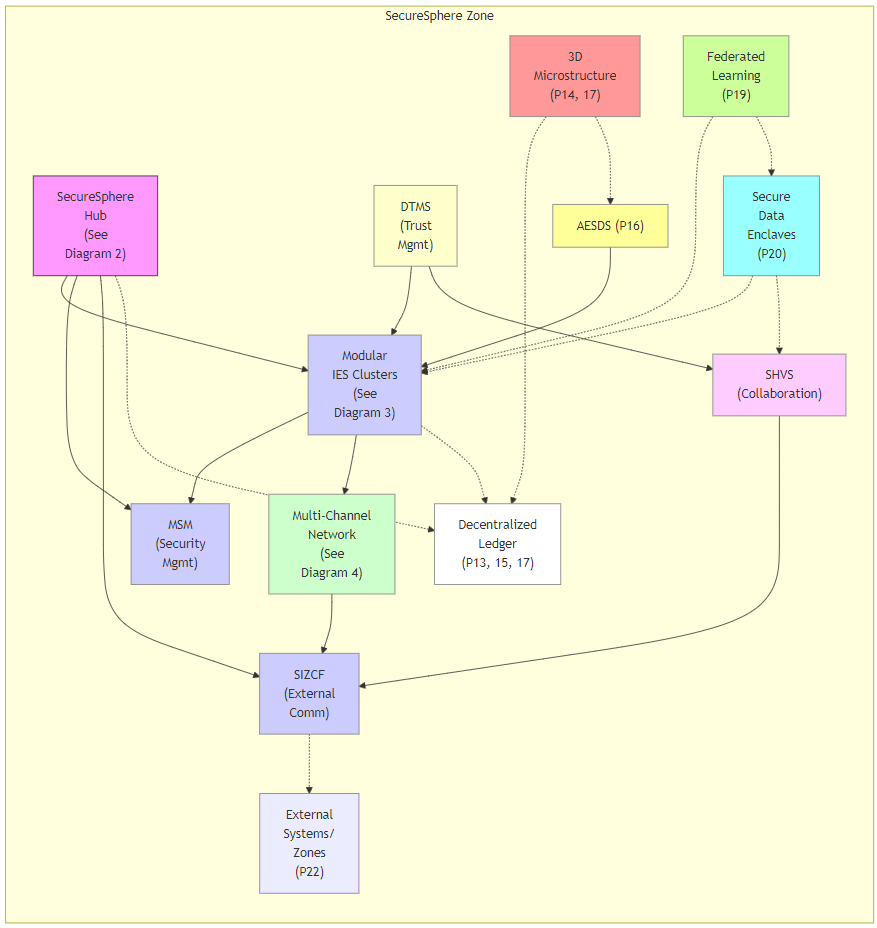 SecureSphere Zone
3D
Microstructure
(P14, 17)
Federated
Learning
(P19)
SecureSphere
Hub
(See
Diagram 2)
DTMS
(Trust
Mgmt)
AESDS (P16)
Secure
Data
Enclaves
(P20)
Modular
IES Clusters
(See
Diagram 3)
SHVS
(Collaboration)
MSM
(Security
Mgmt)
Multi-Channel
Network
(See
Diagram 4)
Decentralized
Ledger
(P13, 15, 17)
SIZCF
(External
Comm)
External
Systems/
Zones
(P22)